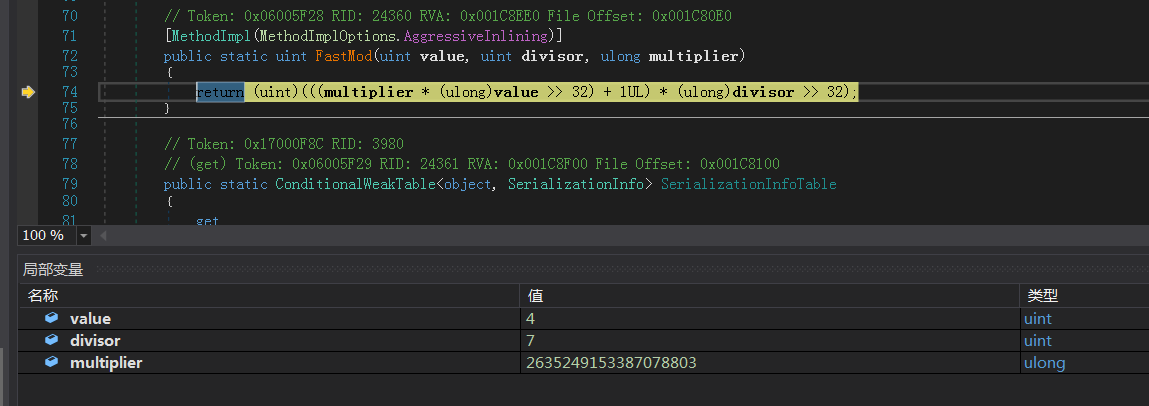 70 // Token: 0x06005F28 RID: 24360 RVA: 0x001C8EE0 File Offset: 0x001C80E0
71 [MethodImpl(MethodImplOptions.AggressiveInlining)]
72 public static uint FastMod(uint value, uint divisor, ulong multiplier)
73 {
74 return (uint)(((multiplier * (ulong)value >> 32) + 1UL) * (ulong)divisor >> 32);
75 }
76
77 // Token: 0x17000F8C RID: 3980
78 // (get) Token: 0x06005F29 RID: 24361 RVA: 0x001C8F00 File Offset: 0x001C8100
79 public static ConditionalWeakTable<object, SerializationInfo> SerializationInfoTable
80 {
81 get
100 %
局部变量
名称 值 类型
value 4 uint
divisor 7 uint
multiplier 2635249153387078803 ulong